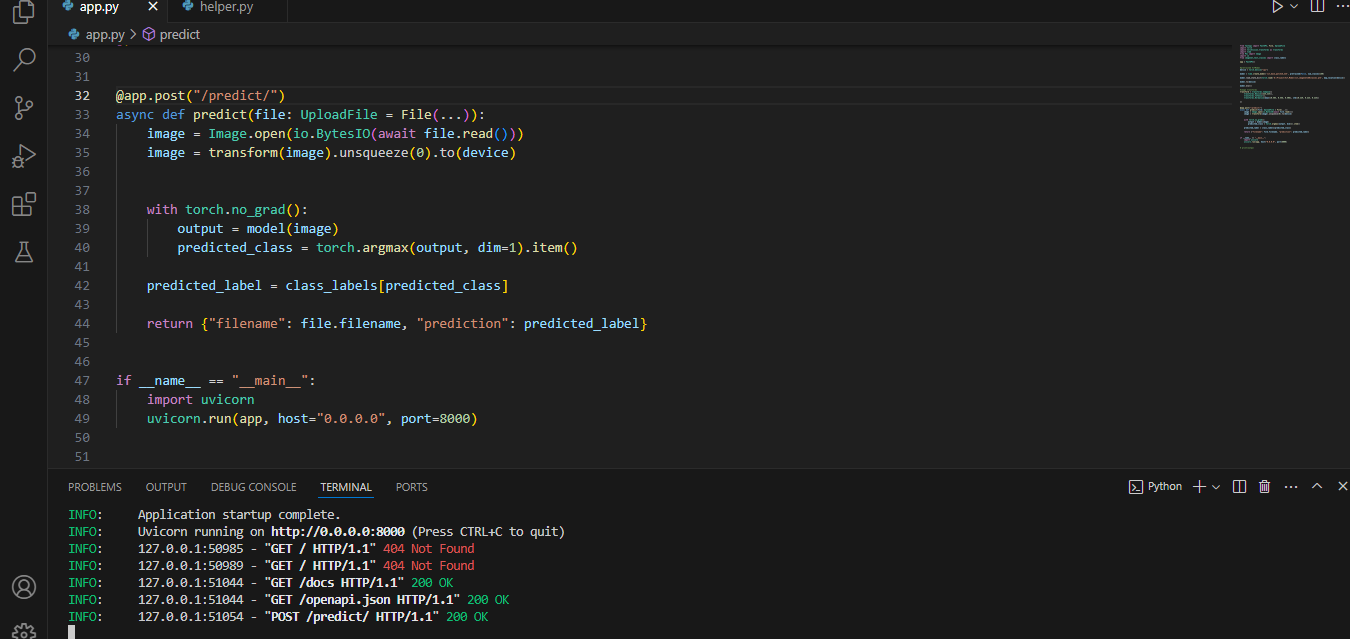 app.py
helper.py
app.py > predict
30
31
32 @app.post("/predict/")
33 async def predict(file: UploadFile = File(...)):
34     image = Image.open(io.BytesIO(await file.read()))
35     image = transform(image).unsqueeze(0).to(device)
36
37
38     with torch.no_grad():
39         output = model(image)
40         predicted_class = torch.argmax(output, dim=1).item()
41
42     predicted_label = class_labels[predicted_class]
43
44     return {"filename": file.filename, "prediction": predicted_label}
45
46
47 if __name__ == "__main__":
48     import uvicorn
49     uvicorn.run(app, host="0.0.0.0", port=8000)
50
51
PROBLEMS OUTPUT DEBUG CONSOLE TERMINAL PORTS Python
INFO:     Application startup complete.
INFO:     Uvicorn running on http://0.0.0.0:8000 (Press CTRL+C to quit)
INFO:     127.0.0.1:50985 - "GET / HTTP/1.1" 404 Not Found
INFO:     127.0.0.1:50989 - "GET / HTTP/1.1" 404 Not Found
INFO:     127.0.0.1:51044 - "GET /docs HTTP/1.1" 200 OK
INFO:     127.0.0.1:51044 - "GET /openapi.json HTTP/1.1" 200 OK
INFO:     127.0.0.1:51054 - "POST /predict/ HTTP/1.1" 200 OK